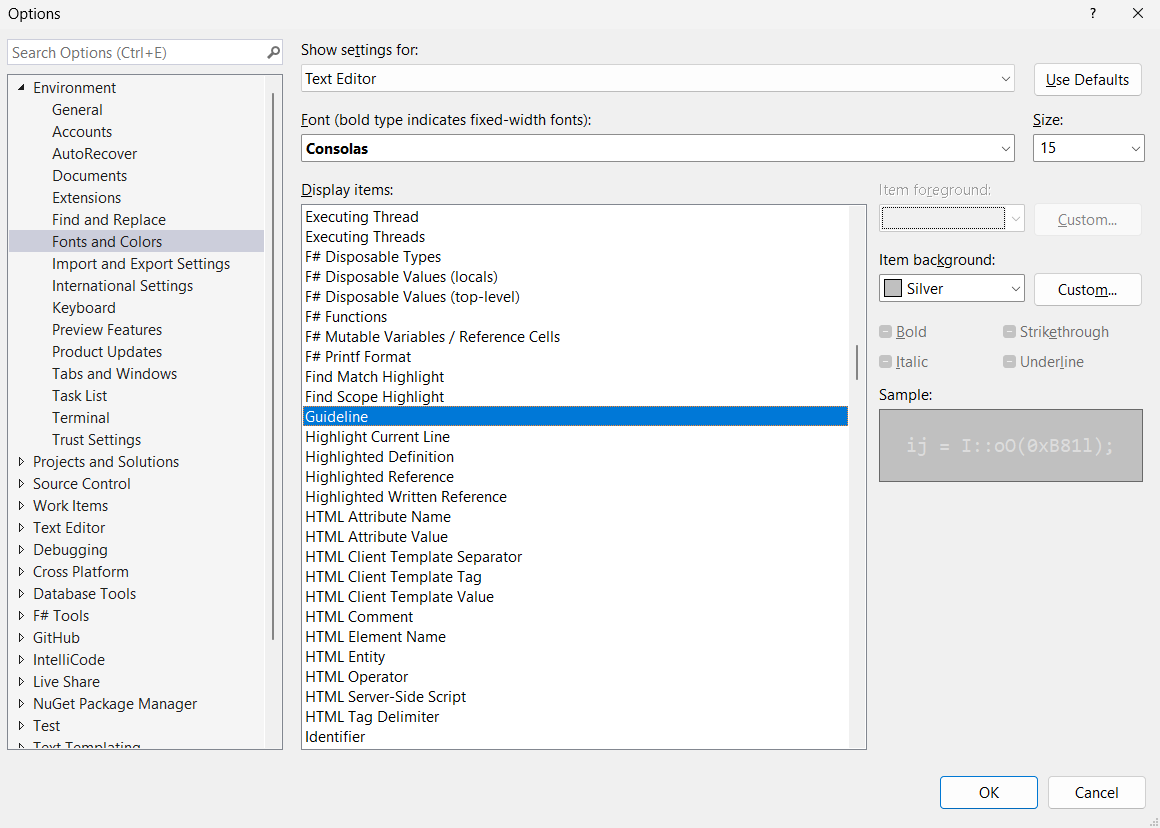 Options
?
Search Options (Ctrl+E)
Environment
General
Accounts
AutoRecover
Documents
Extensions
Find and Replace
Fonts and Colors
Import and Export Settings
International Settings
Keyboard
Preview Features
Product Updates
Tabs and Windows
Task List
Terminal
Trust Settings
Projects and Solutions
Source Control
Work Items
Text Editor
Debugging
Cross Platform
Database Tools
F# Tools
GitHub
IntelliCode
Live Share
NuGet Package Manager
Test
Text Templating
Show settings for:
Text Editor
Use Defaults
Font (bold type indicates fixed-width fonts):
Size:
Consolas
15
Display items:
Executing Thread
Executing Threads
F# Disposable Types
F# Disposable Values (locals)
F# Disposable Values (top-level)
F# Functions
F# Mutable Variables / Reference Cells
F# Printf Format
Find Match Highlight
Find Scope Highlight
Guideline
Highlight Current Line
Highlighted Definition
Highlighted Reference
Highlighted Written Reference
HTML Attribute Name
HTML Attribute Value
HTML Client Template Separator
HTML Client Template Tag
HTML Client Template Value
HTML Comment
HTML Element Name
HTML Entity
HTML Operator
HTML Server-Side Script
HTML Tag Delimiter
Identifier
Item foreground:
Custom...
Item background:
Silver
Custom...
Bold
Strikethrough
Italic
Underline
Sample:
ij = I::oO(0xB81l);
OK
Cancel